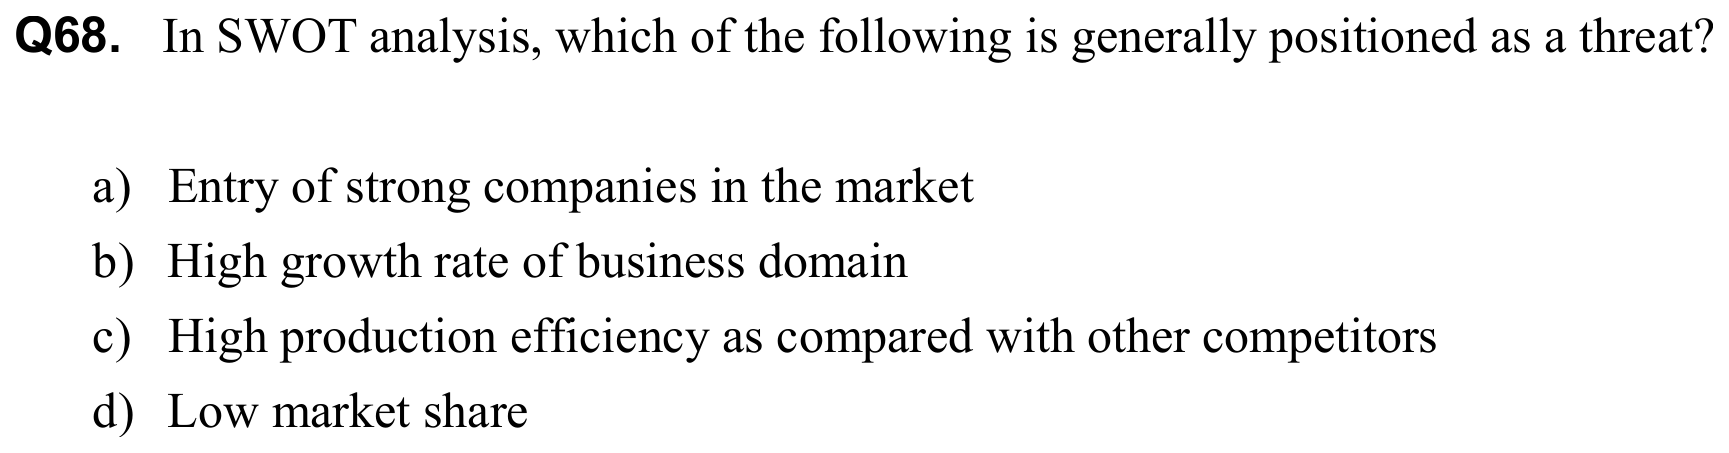 Q68. In SWOT analysis, which of the following is generally positioned as a threat?
a) Entry of strong companies in the market
b) High growth rate of business domain
c) High production efficiency as compared with other competitors
d) Low market share